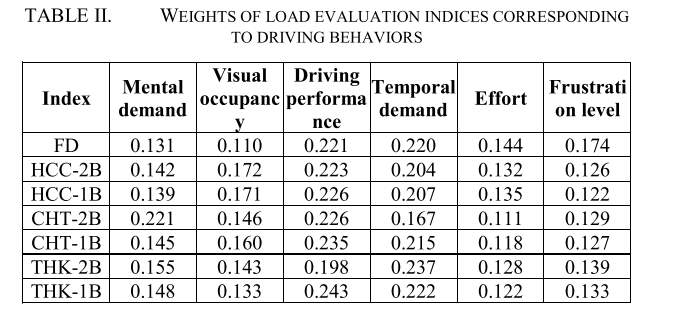 TABLE II. WEIGHTS OF LOAD EVALUATION INDICES CORRESPONDING
TO DRIVING BEHAVIORS
Index Mental demand Visual occupancy Driving performance Temporal demand Effort Frustration level
FD 0.131 0.110 0.221 0.220 0.144 0.174
HCC-2B 0.142 0.172 0.223 0.204 0.132 0.126
HCC-1B 0.139 0.171 0.226 0.207 0.135 0.122
CHT-2B 0.221 0.146 0.226 0.167 0.111 0.129
CHT-1B 0.145 0.160 0.235 0.215 0.118 0.127
THK-2B 0.155 0.143 0.198 0.237 0.128 0.139
THK-1B 0.148 0.133 0.243 0.222 0.122 0.133